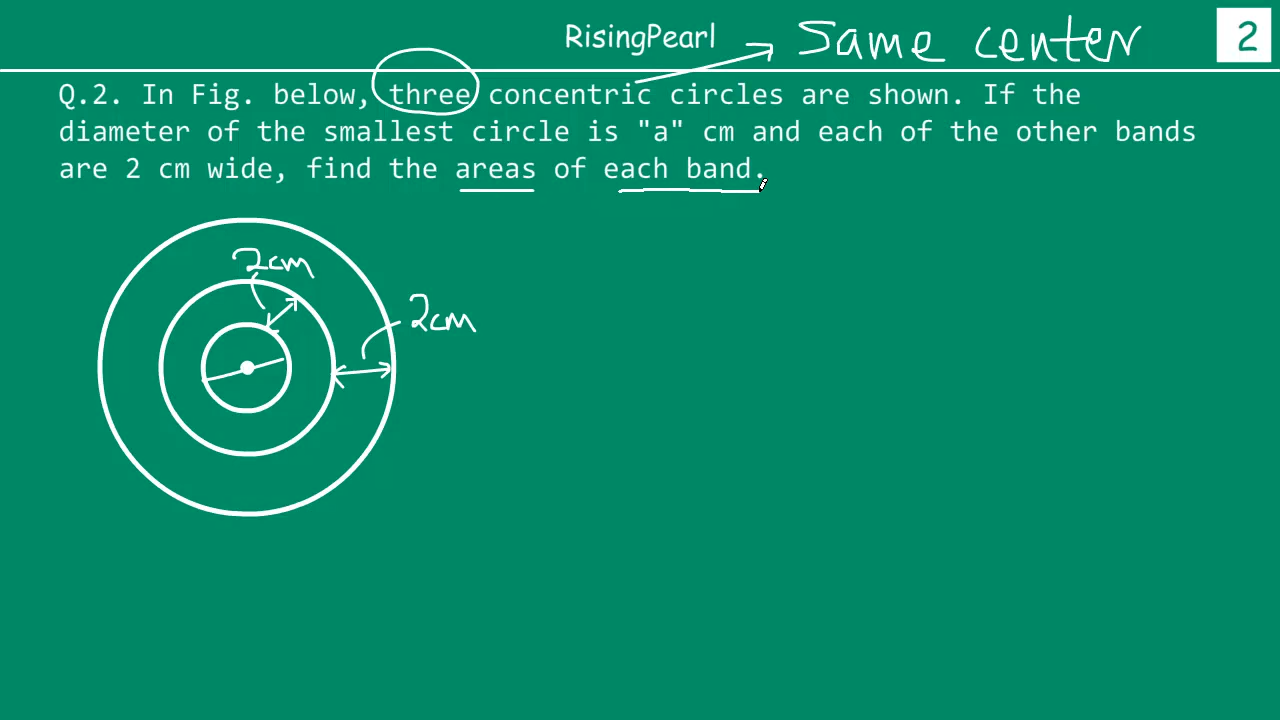 RisingPearl
Same center
2
Q.2. In Fig. below, three concentric circles are shown. If the
diameter of the smallest circle is "a" cm and each of the other bands
are 2 cm wide, find the areas of each band.
2cm
2cm